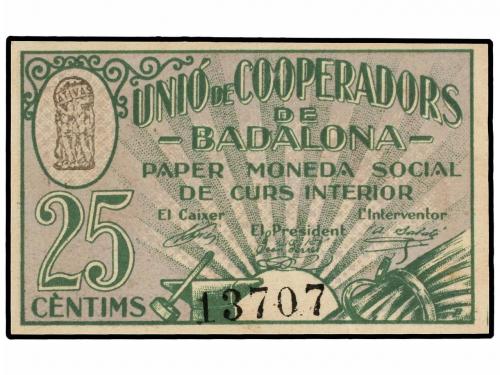 UNIÓ DE COOPERADORS
DE
- BADALONA -
PAPER MONEDA SOCIAL
DE CURS INTERIOR
El Caixer
El President
L'Interventor
25
CÈNTIMS
13707